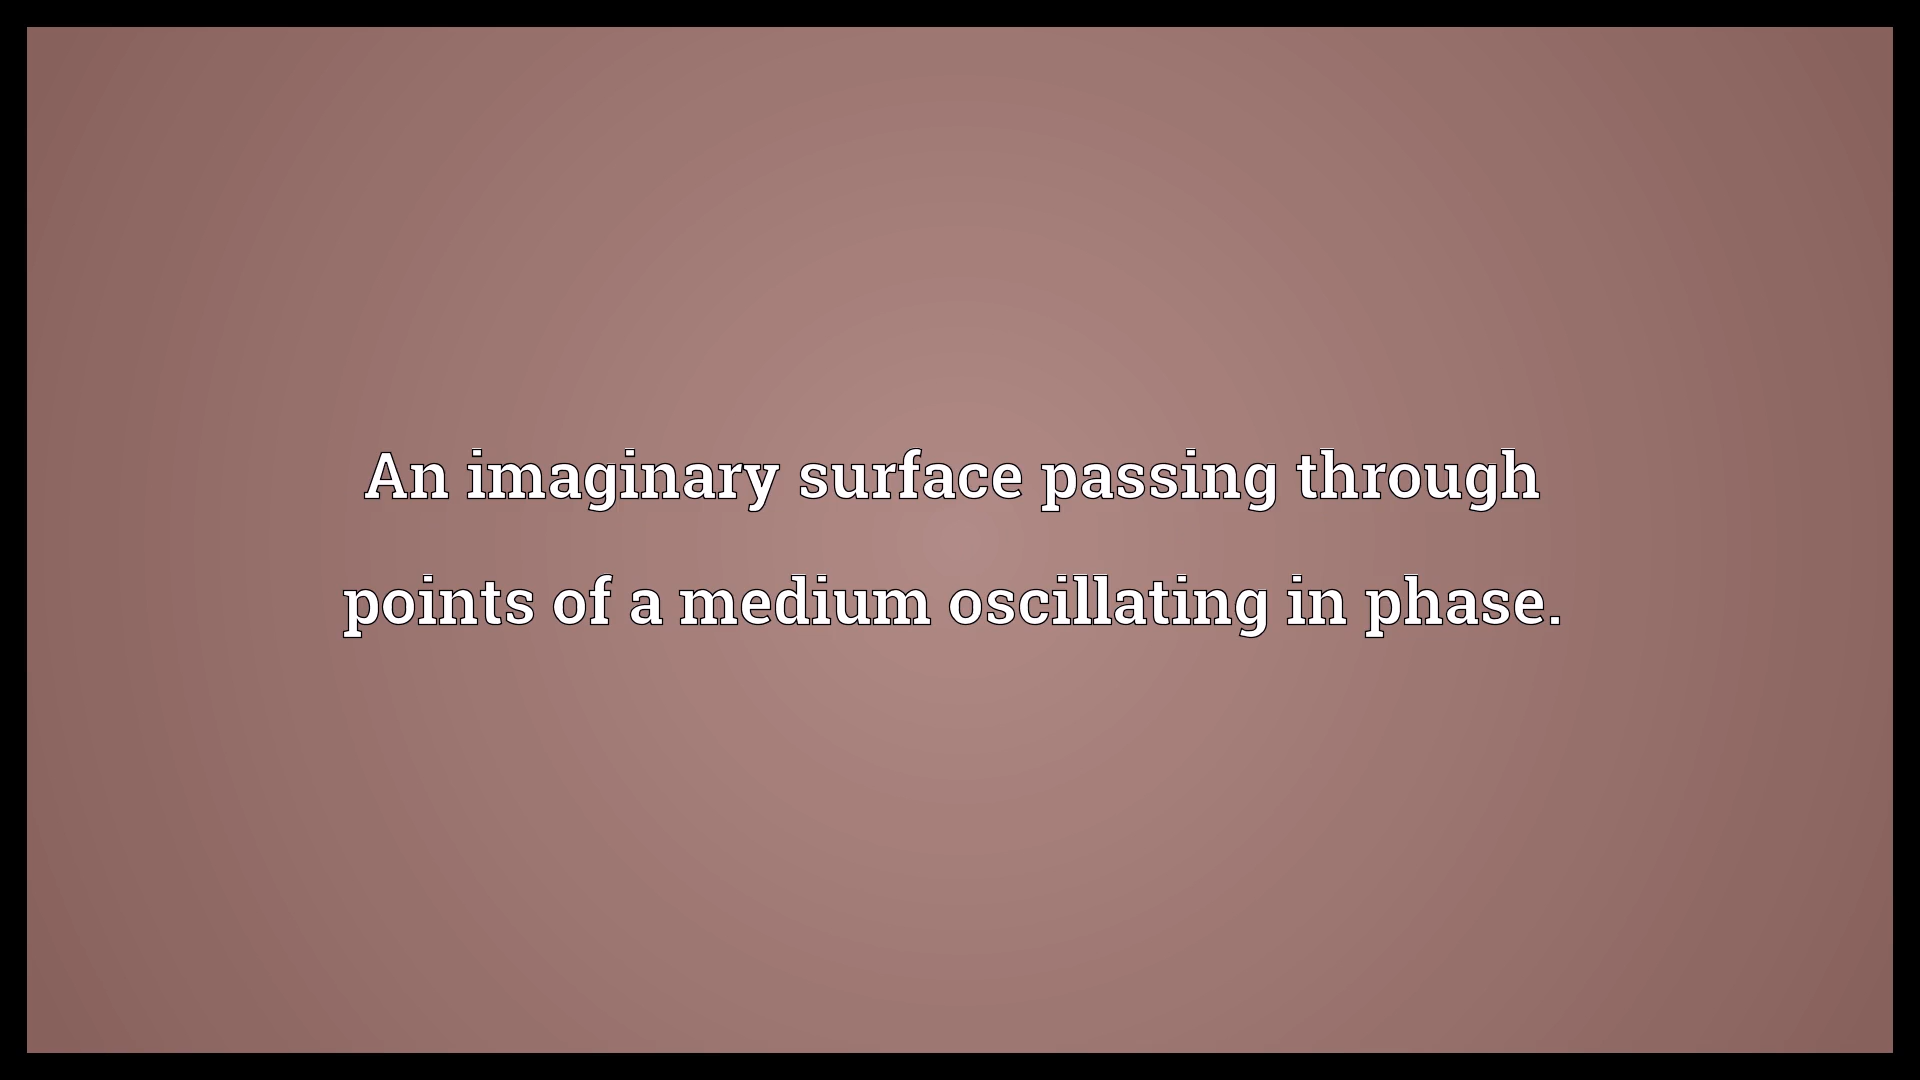 An imaginary surface passing through
points of a medium oscillating in phase.